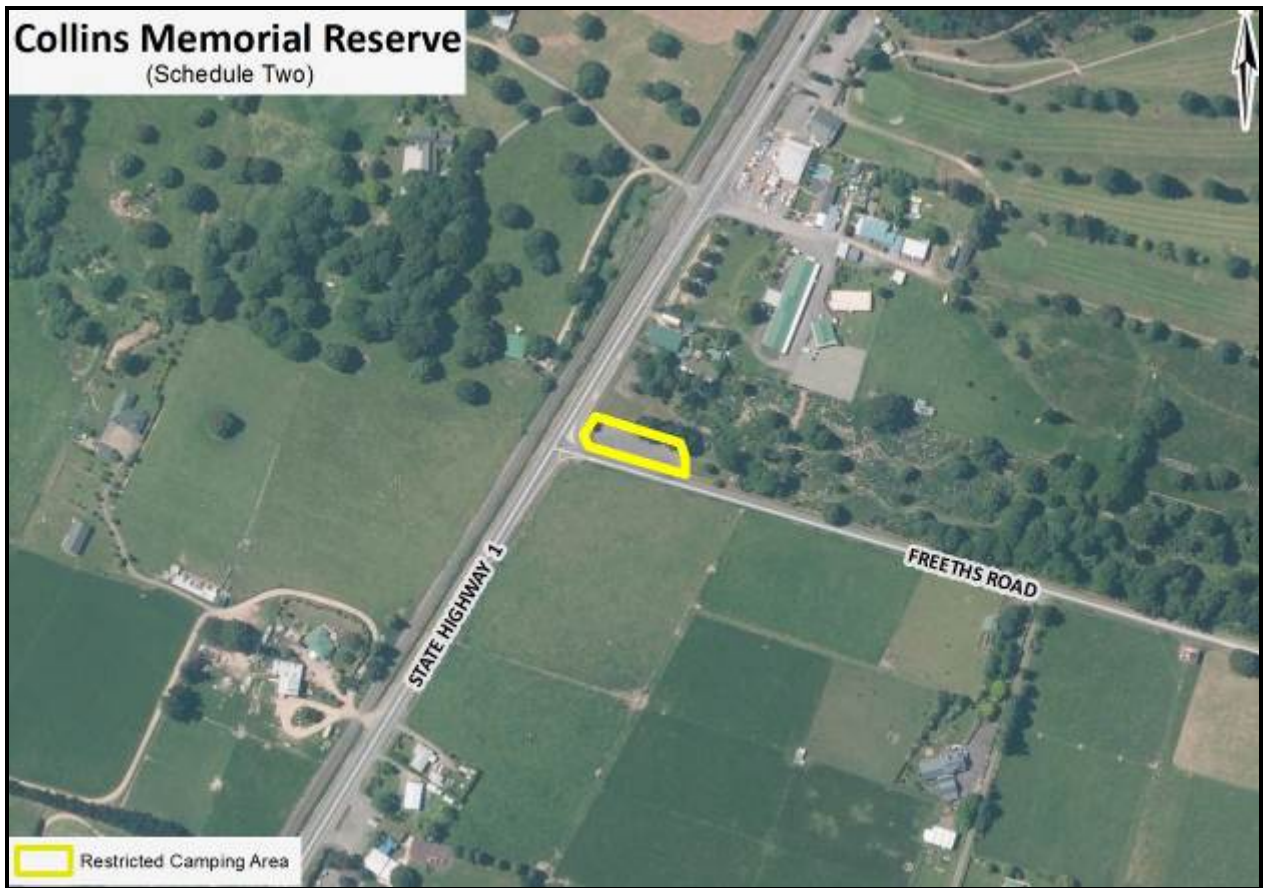 Collins Memorial Reserve
(Schedule Two)
STATE HIGHWAY 1
FREETHS ROAD
Restricted Camping Area